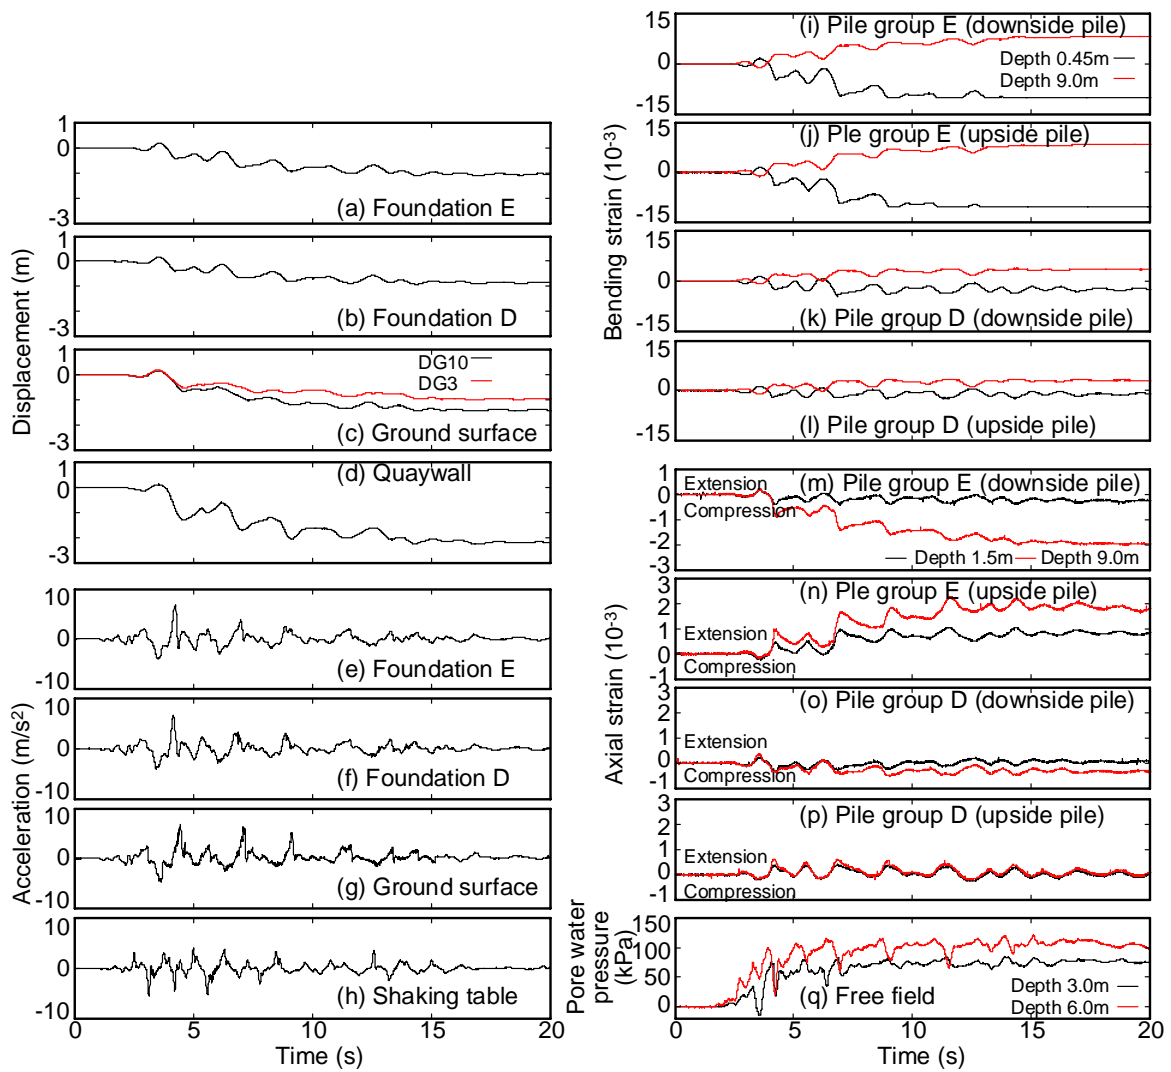 Displacement (m)
1
0
-3
(a) Foundation E
1
0
-3
(b) Foundation D
1
0
-3
DG10
DG3
(c) Ground surface
1
0
-3
(d) Quaywall
Acceleration (m/s²)
10
0
-10
(e) Foundation E
10
0
-10
(f) Foundation D
10
0
-10
(g) Ground surface
10
0
-10
(h) Shaking table
0 5 10 15 20
Time (s)
Bending strain (10⁻³)
15
0
-15
(i) Pile group E (downside pile)
Depth 0.45m
Depth 9.0m
15
0
-15
(j) Ple group E (upside pile)
15
0
-15
(k) Pile group D (downside pile)
15
0
-15
(l) Pile group D (upside pile)
Axial strain (10⁻³)
1
0
-1
-2
-3
Extension
Compression
(m) Pile group E (downside pile)
Depth 1.5m
Depth 9.0m
3
2
1
0
-1
(n) Pile group E (upside pile)
Extension
Compression
3
2
1
0
-1
(o) Pile group D (downside pile)
Extension
Compression
3
2
1
0
-1
(p) Pile group D (upside pile)
Extension
Compression
Pore water
pressure
(kPa)
150
100
50
0
(q) Free field
Depth 3.0m
Depth 6.0m
0 5 10 15 20
Time (s)